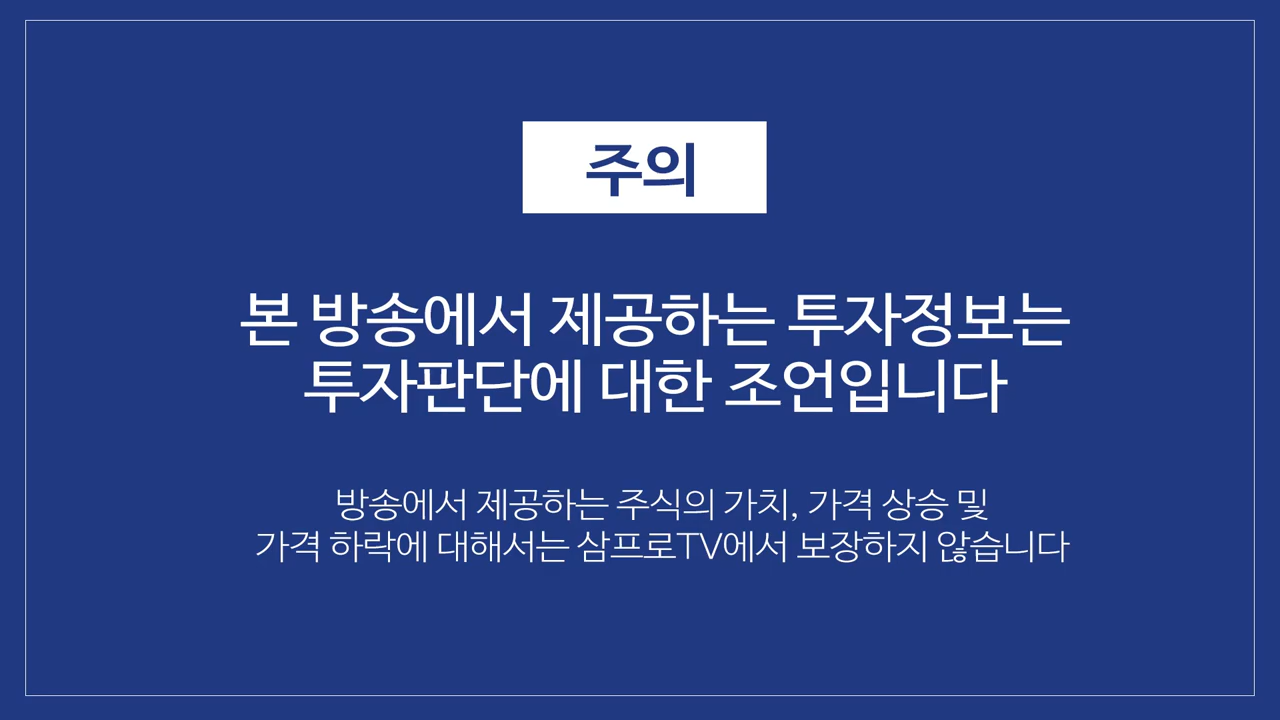 주의
본 방송에서 제공하는 투자정보는
투자판단에 대한 조언입니다
방송에서 제공하는 주식의 가치, 가격 상승 및
가격 하락에 대해서는 삼프로TV에서 보장하지 않습니다